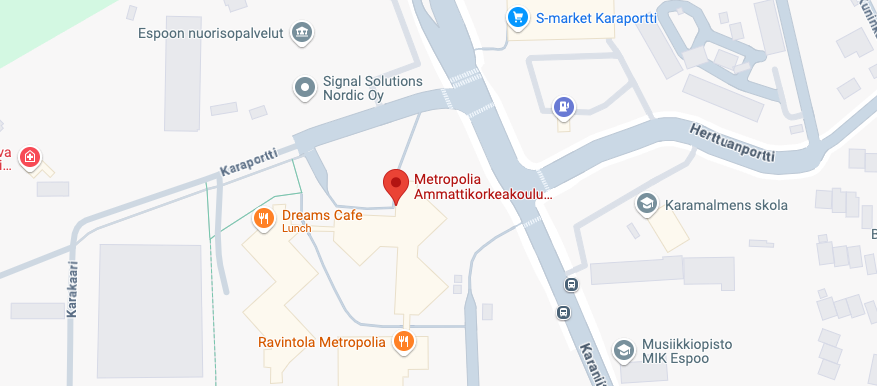 S-market Karaportti
Espoon nuorisopalvelut
Signal Solutions
Nordic Oy
Herttuanportti
Karaportti
Metropolia
Ammattikorkeakoulu...
Karamalmens skola
Dreams Cafe
Lunch
Karakaari
Ravintola Metropolia
Musiikkiopisto
MIK Espoo